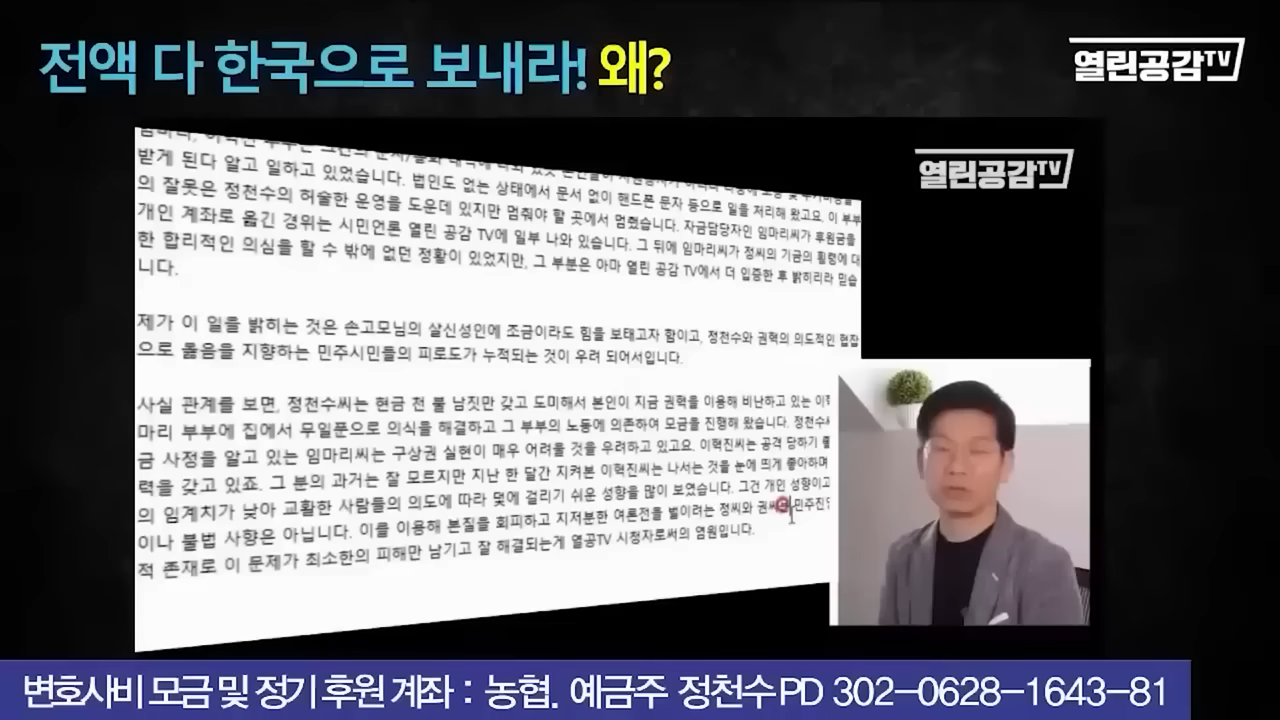 전액 다 한국으로 보내라! 왜?
열린공감TV
열린공감TV
받게 된다 알고 일하고 있었습니다. 법인도 없는 상태에서 문서 없이 핸드폰 문자 등으로 일을 저리해 왔고요. 이 부부
의 잘못은 정천수의 허술한 운영을 도운데 있지만 멈춰야 할 곳에서 멈췄습니다. 자금담당자인 임마리씨가 후원금을
개인 계좌로 옮긴 경위는 시민언론 열린 공감 TV에 일부 나와 있습니다. 그 뒤에 임마리씨가 정씨의 기금의 횡령에 대
한 합리적인 의심을 할 수 밖에 없던 정황이 있었지만, 그 부분은 아마 열린 공감 TV에서 더 입증한 후 밝히리라 믿습
니다.
제가 이 일을 밝히는 것은 손고모님의 살신성인에 조금이라도 힘을 보태고자 함이고, 정천수와 권혁의 의도적인 협잡
으로 옳음을 지향하는 민주시민들의 피로도가 누적되는 것이 우려 되어서입니다.
사실 관계를 보면, 정천수씨는 현금 천 불 남짓만 갖고 도미해서 본인이 지금 권혁을 이용해 비난하고 있는 이혁
마리 부부에 집에서 무일푼으로 의식을 해결하고 그 부부의 노동에 의존하여 모금을 진행해 왔습니다. 정천수씨
금 사정을 알고 있는 임마리씨는 구상권 실현이 매우 어려울 것을 우려하고 있고요. 이혁진씨는 공격 당하기 좋
력을 갖고 있죠. 그 분의 과거는 잘 모르지만 지난 한 달간 지켜본 이혁진씨는 나서는 것을 눈에 띄게 좋아하며
의 임계치가 낮아 교활한 사람들의 의도에 따라 덫에 걸리기 쉬운 성향을 많이 보였습니다. 그건 개인 성향이고
이나 불법 사항은 아닙니다. 이를 이용해 본질을 회피하고 지저분한 여론전을 벌이려는 정씨와 권씨 민주진영
적 존재로 이 문제가 최소한의 피해만 남기고 잘 해결되는게 열공TV 시청자로써의 염원입니다.
변호사비 모금 및 정기 후원 계좌 : 농협. 예금주 정천수PD 302-0628-1643-81